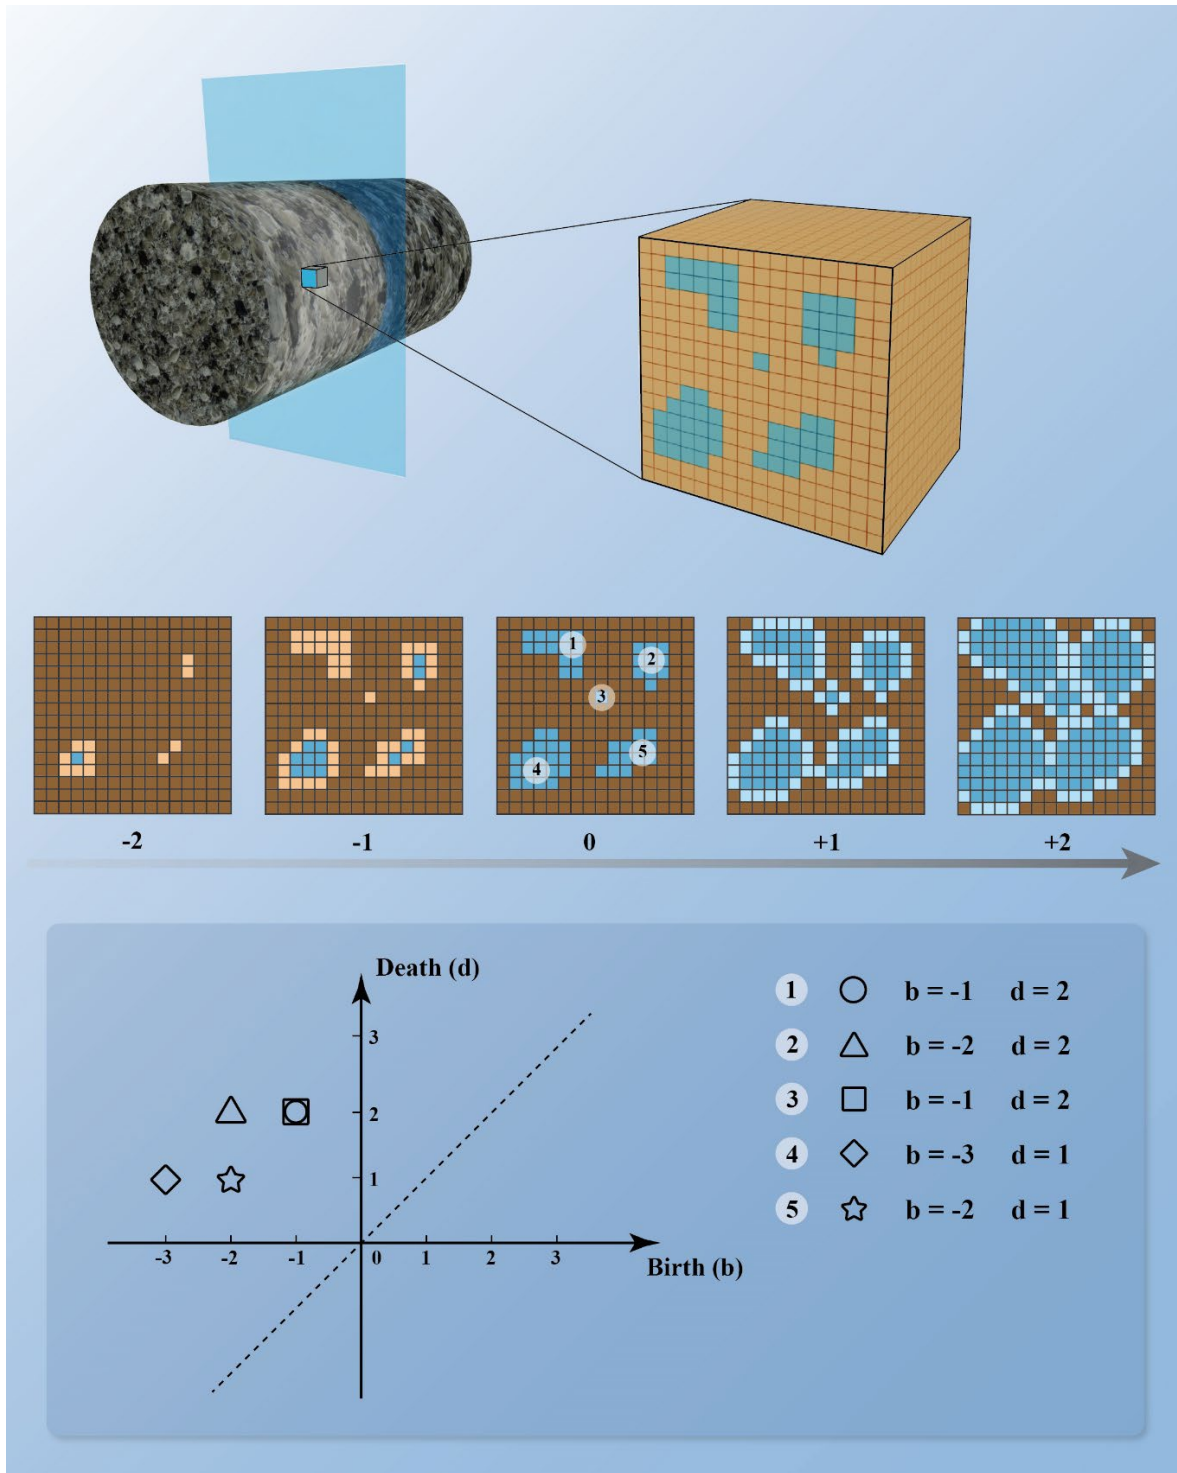 1
2
3
4
5
-2 -1 0 +1 +2
Death (d)
3
2
1
-3 -2 -1 0 1 2 3
Birth (b)
1 b = -1 d = 2
2 b = -2 d = 2
3 b = -1 d = 2
4 b = -3 d = 1
5 b = -2 d = 1